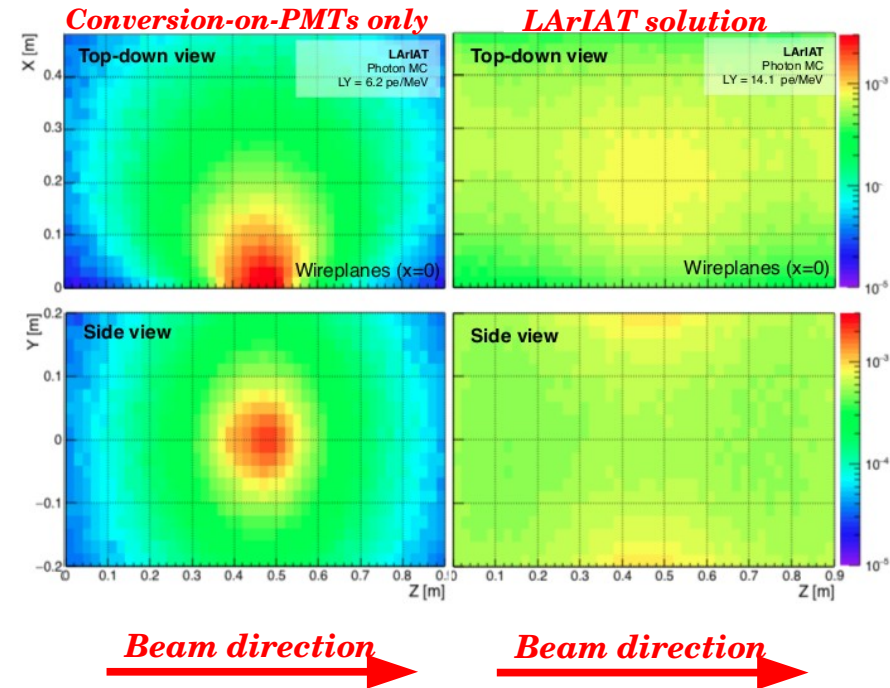 Conversion-on-PMTs only
LArIAT solution
X [m]
0.4
0.3
0.2
0.1
0
Top-down view
LArIAT
Photon MC
LY = 6.2 pe/MeV
Wireplanes (x=0)
Top-down view
LArIAT
Photon MC
LY = 14.1 pe/MeV
Wireplanes (x=0)
10⁻³
10⁻⁵
Y [m]
0.2
0.1
0
−0.1
−0.2
Side view
Side view
10⁻³
10⁻⁴
10⁻⁵
0 0.1 0.2 0.3 0.4 0.5 0.6 0.7 0.8
Z [m]
0.1 0.2 0.3 0.4 0.5 0.6 0.7 0.8 0.9
Z [m]
Beam direction
Beam direction